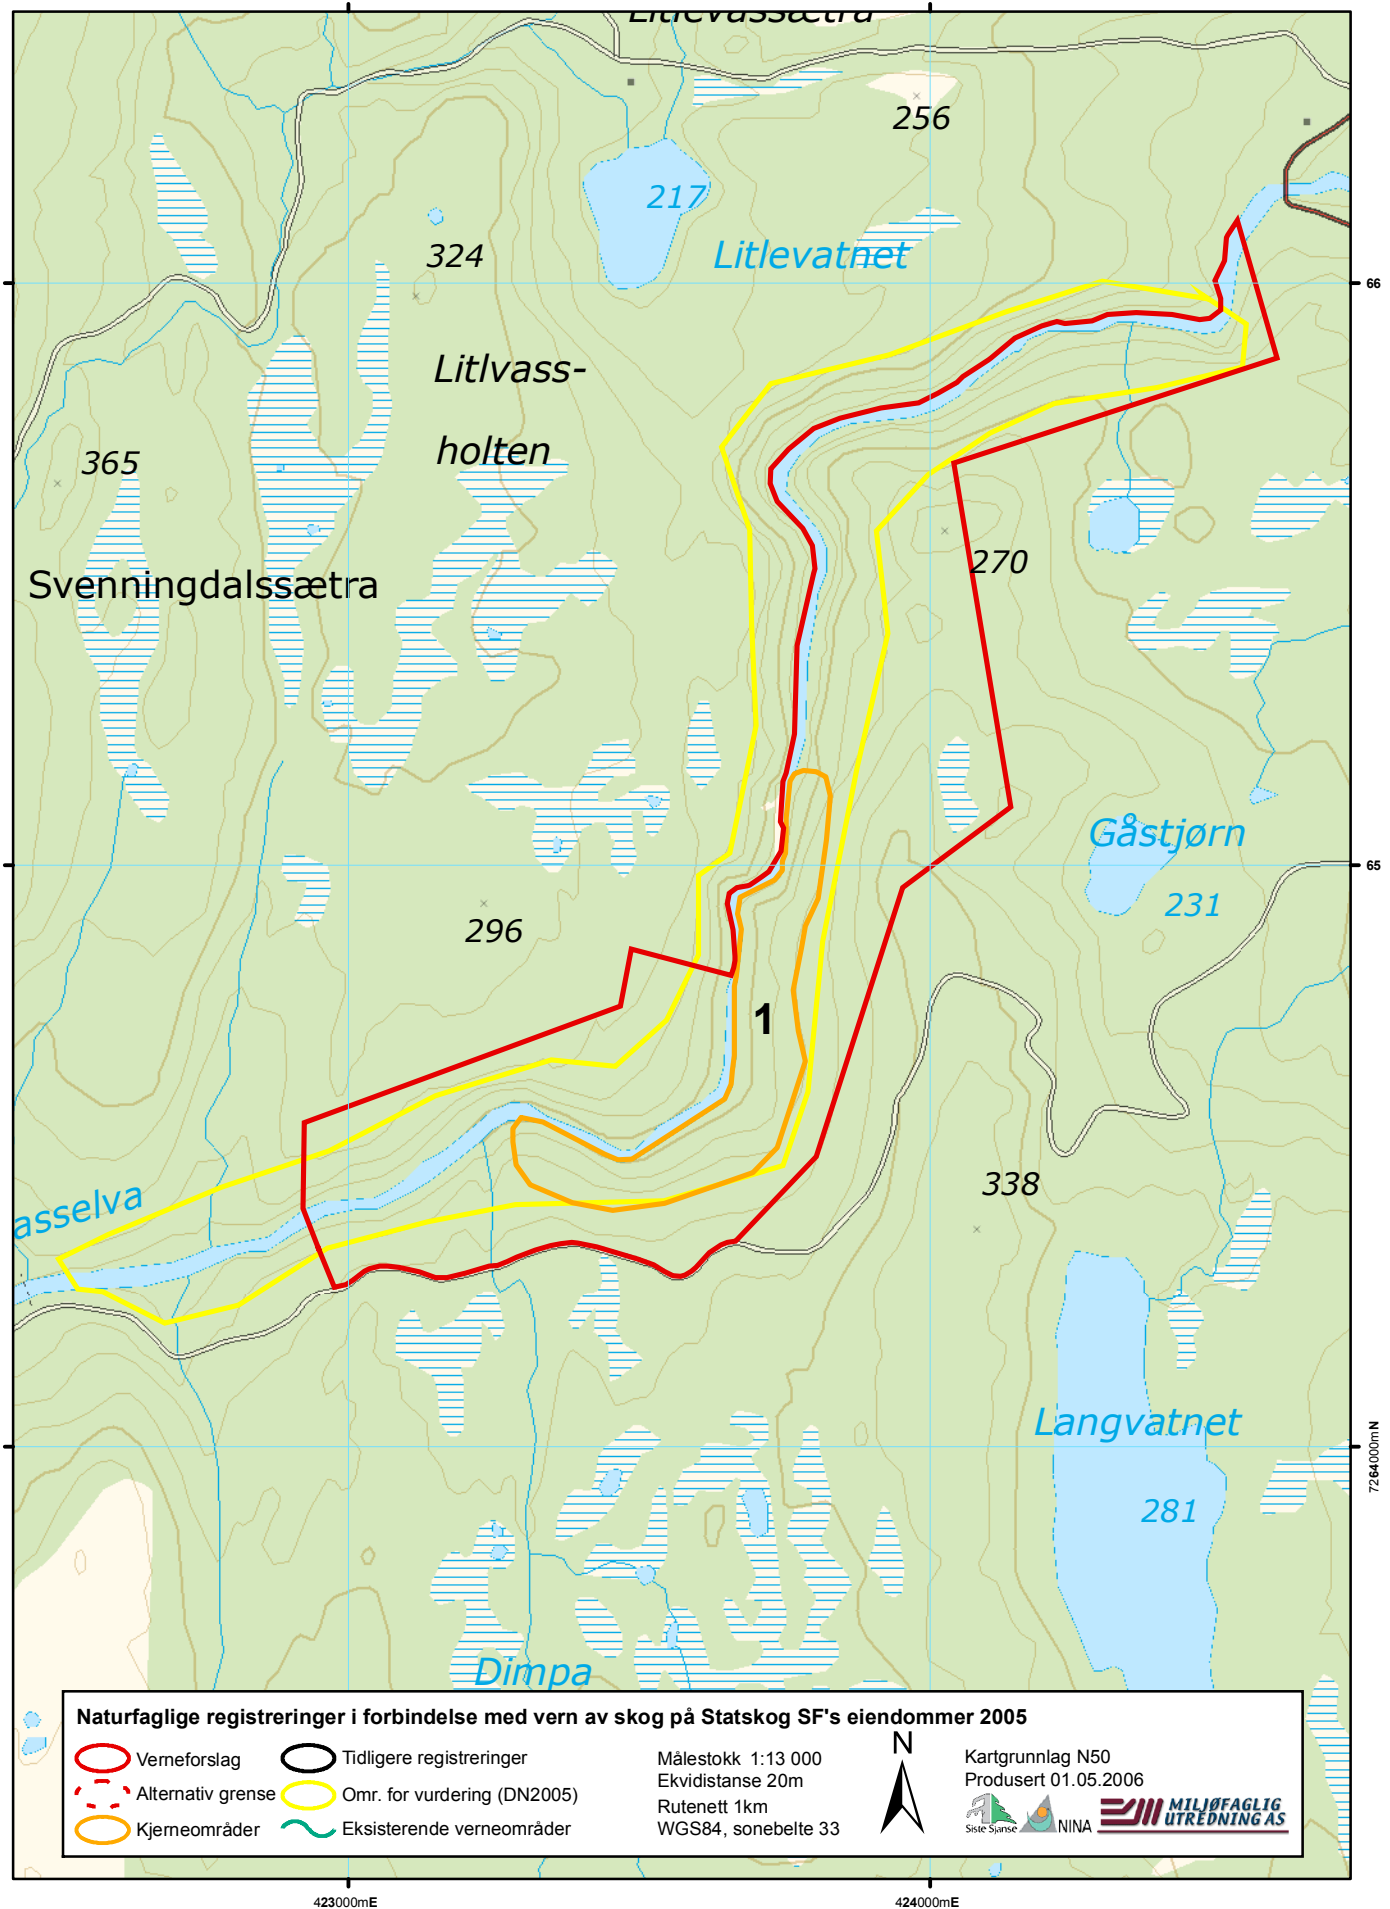 Litlevassætra
256
217
Litlevatnet
324
66
Litlvass-
holten
365
270
Svenningdalssætra
Gåstjørn
65
231
296
1
338
asselva
Langvatnet
7264000mN
281
Dimpa
Naturfaglige registreringer i forbindelse med vern av skog på Statskog SF's eiendommer 2005
Verneforslag
Tidligere registreringer
Alternativ grense
Omr. for vurdering (DN2005)
Kjerneområder
Eksisterende verneområder
Målestokk 1:13 000
Ekvidistanse 20m
Rutenett 1km
WGS84, sonebelte 33
N
Kartgrunnlag N50
Produsert 01.05.2006
Siste Sjanse
NINA
MILJØFAGLIG
UTREDNING AS
423000mE
424000mE